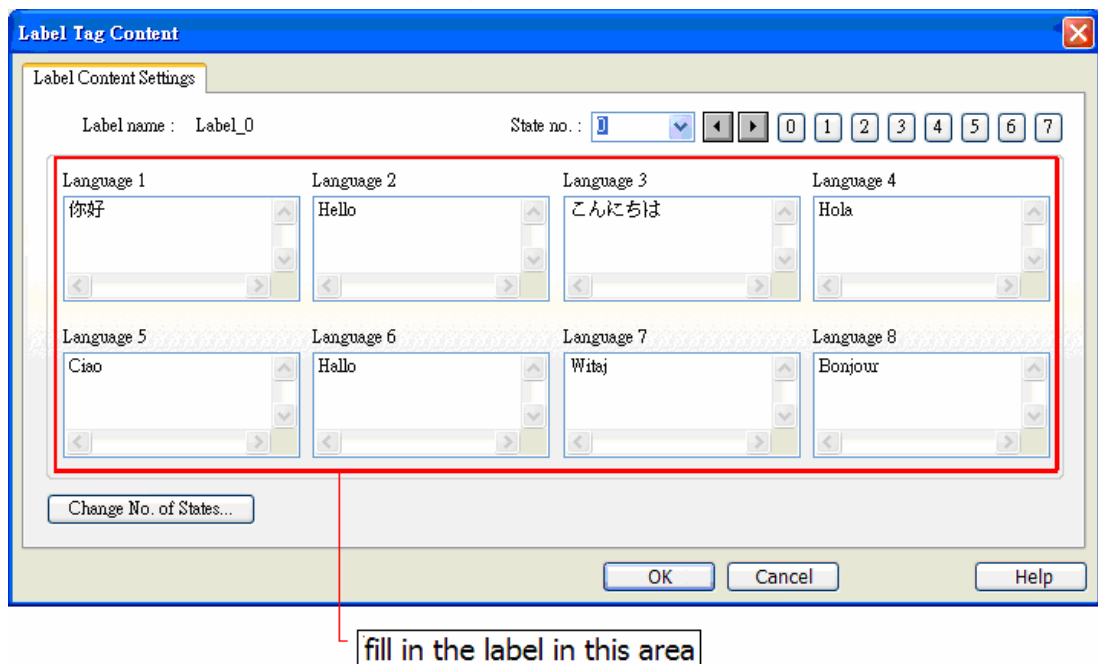 Label Tag Content
Label Content Settings
Label name : Label_0 State no. : 0 0 1 2 3 4 5 6 7
Language 1 Language 2 Language 3 Language 4
你好 Hello こんにちは Hola
Language 5 Language 6 Language 7 Language 8
Ciao Hallo Witaj Bonjour
Change No. of States...
OK Cancel Help
fill in the label in this area